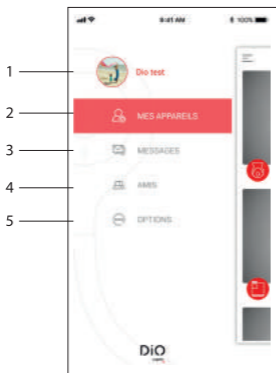 9:41 AM 100%
1 Dio test
2 MES APPAREILS
3 MESSAGES
4 AMIS
5 OPTIONS
DiO